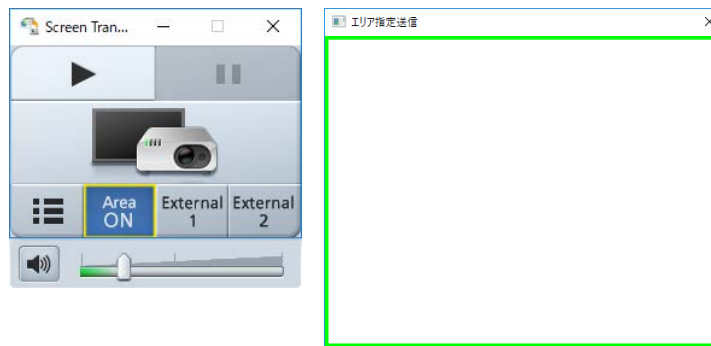 Screen Tran...
エリア指定送信
Area
ON
External
1
External
2